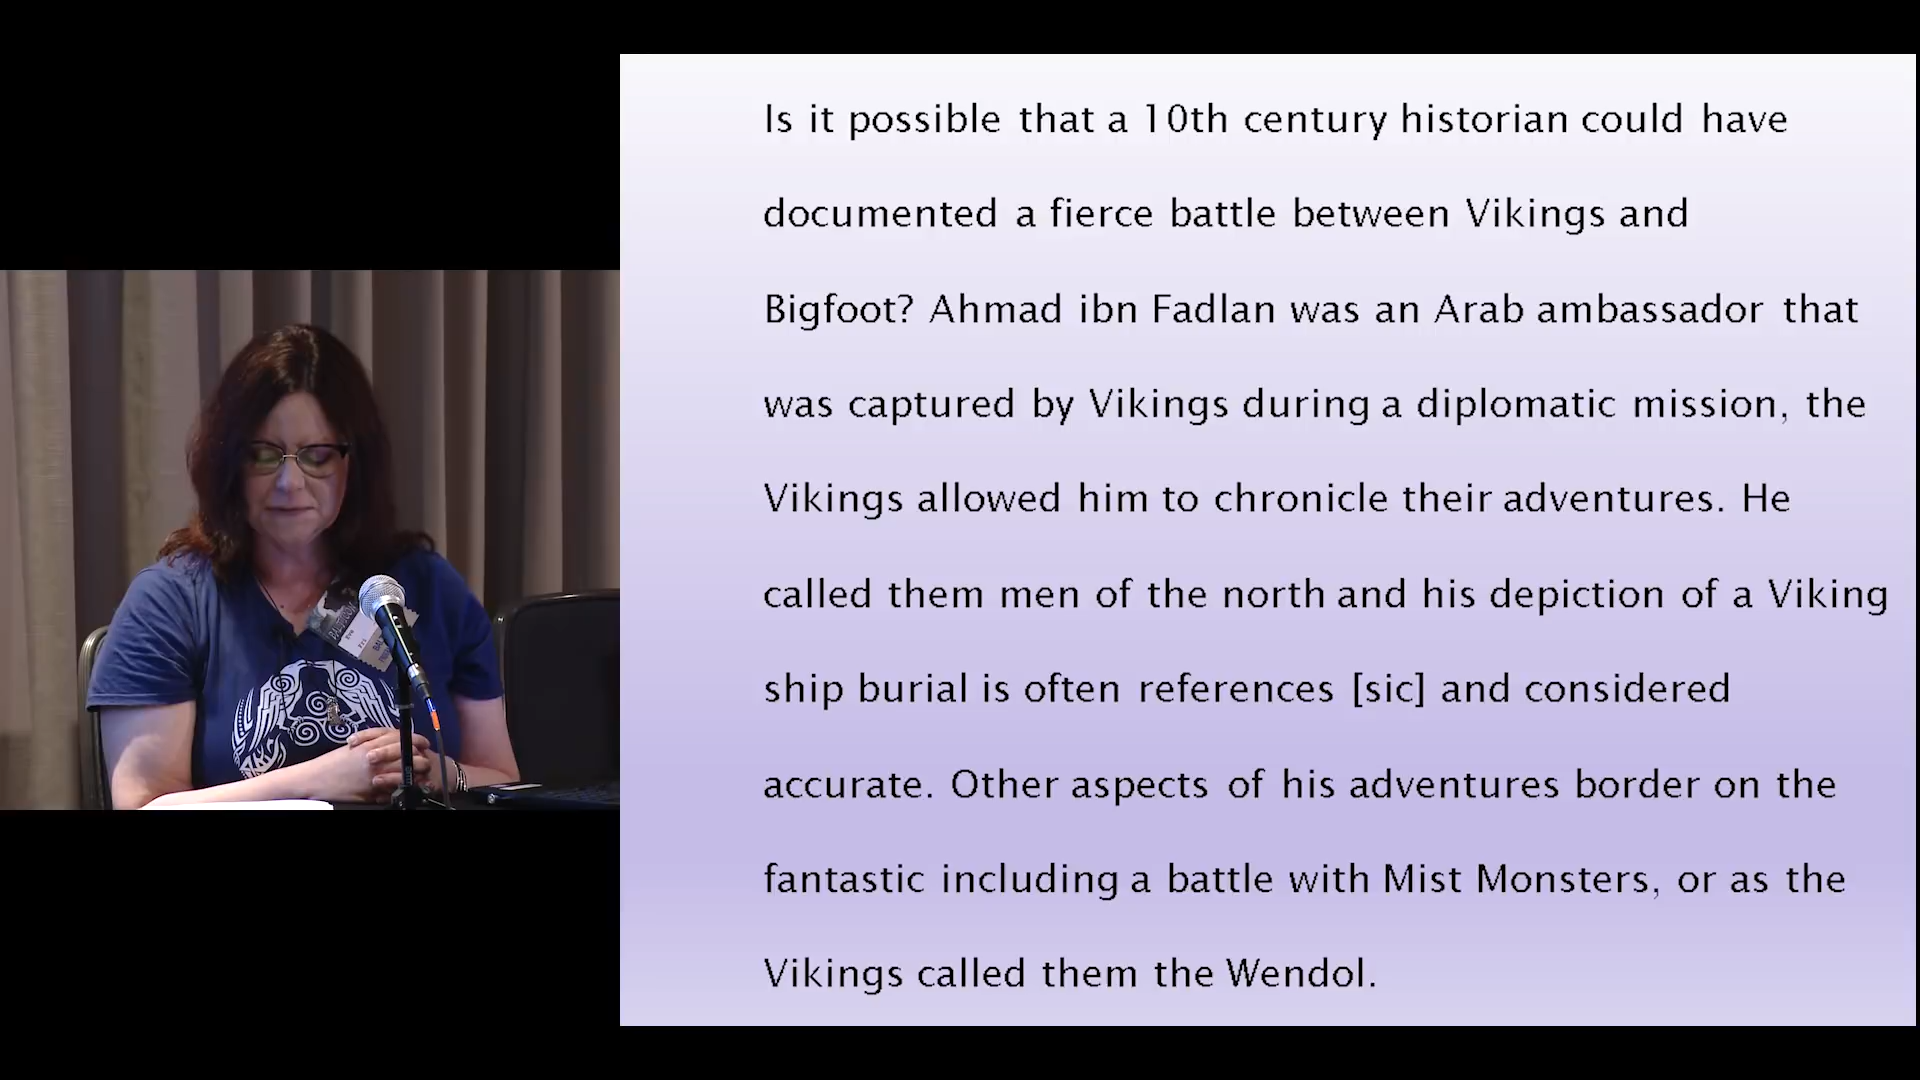 Is it possible that a 10th century historian could have
documented a fierce battle between Vikings and
Bigfoot? Ahmad ibn Fadlan was an Arab ambassador that
was captured by Vikings during a diplomatic mission, the
Vikings allowed him to chronicle their adventures. He
called them men of the north and his depiction of a Viking
ship burial is often references [sic] and considered
accurate. Other aspects of his adventures border on the
fantastic including a battle with Mist Monsters, or as the
Vikings called them the Wendol.